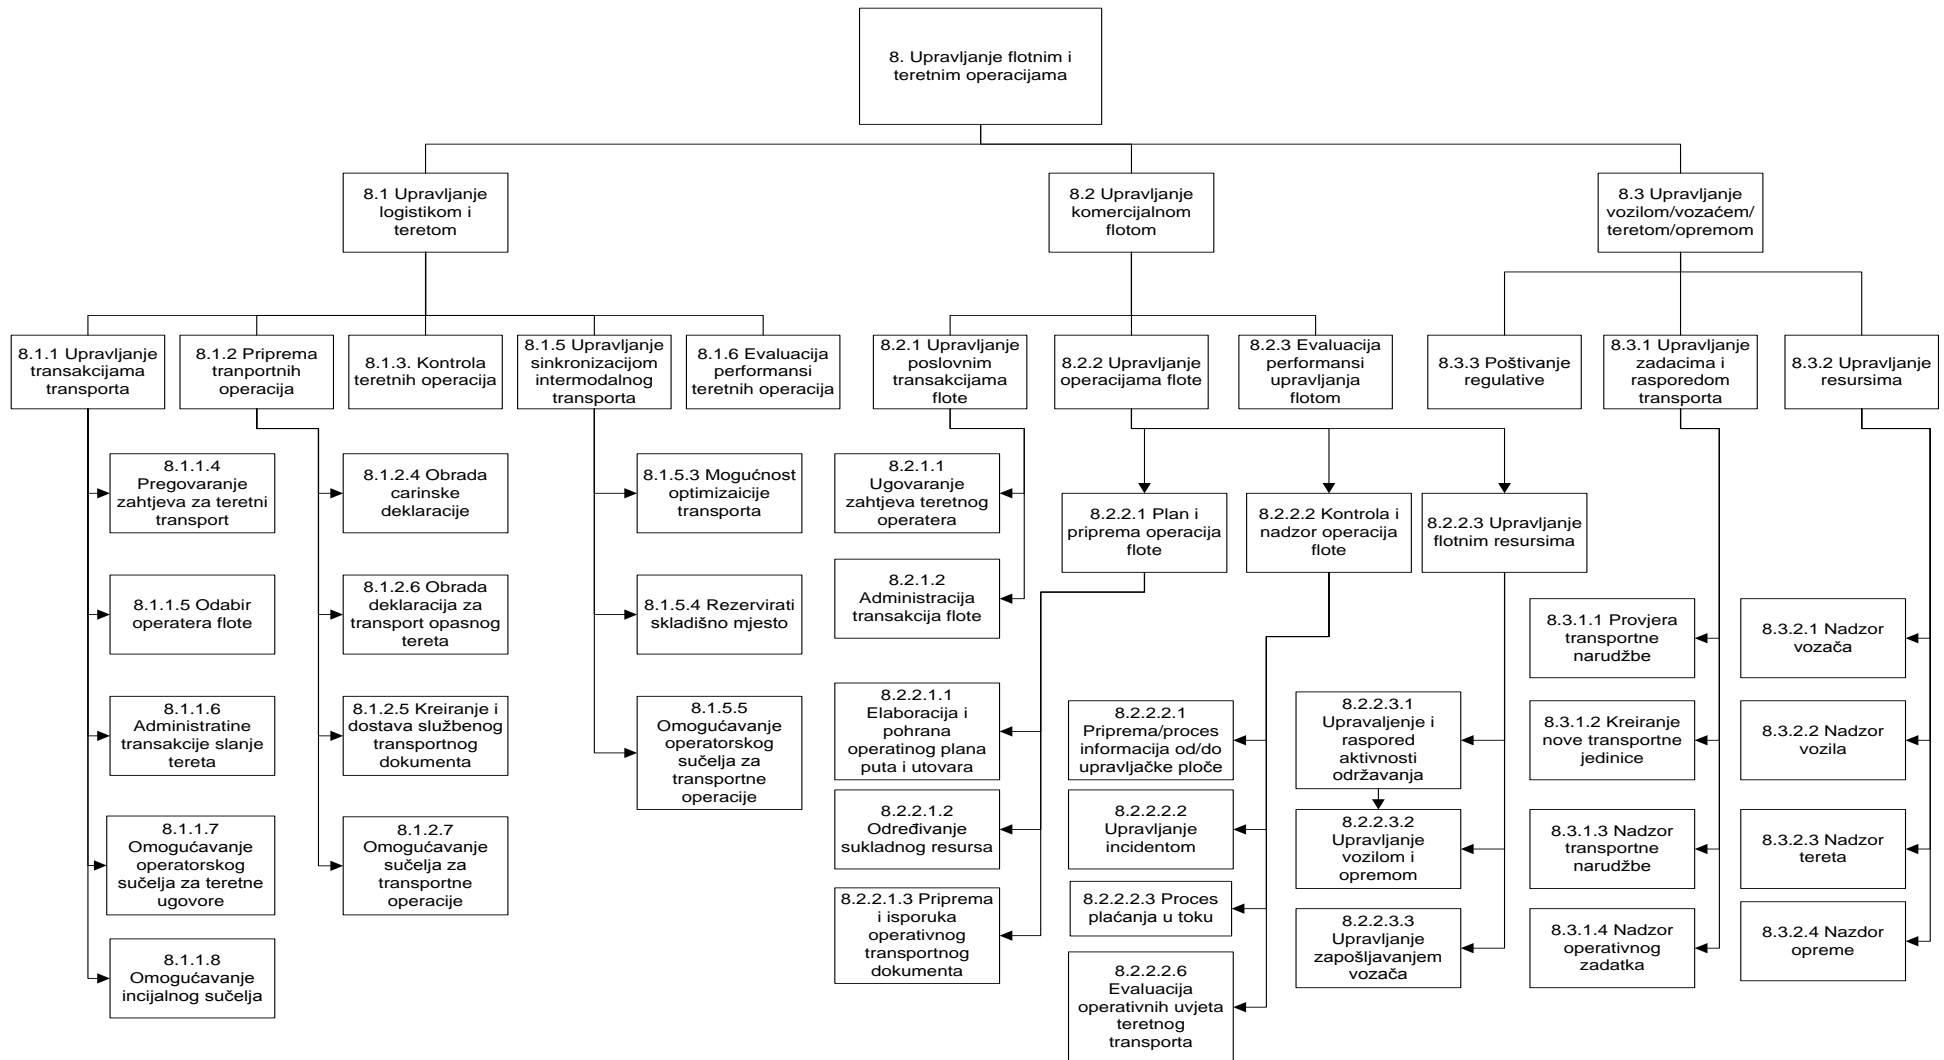 8. Upravljanje flotnim i
teretnim operacijama
8.1 Upravljanje
logistikom i
teretom
8.2 Upravljanje
komercijalnom
flotom
8.3 Upravljanje
vozilom/vozaćem/
teretom/opremom
8.1.1 Upravljanje
transakcijama
transporta
8.1.2 Priprema
tranportnih
operacija
8.1.3. Kontrola
teretnih operacija
8.1.5 Upravljanje
sinkronizacijom
intermodalnog
transporta
8.1.6 Evaluacija
performansi
teretnih operacija
8.2.1 Upravljanje
poslovnim
transakcijama
flote
8.2.2 Upravljanje
operacijama flote
8.2.3 Evaluacija
performansi
upravljanja
flotom
8.3.3 Poštivanje
regulative
8.3.1 Upravljanje
zadacima i
rasporedom
transporta
8.3.2 Upravljanje
resursima
8.1.1.4
Pregovaranje
zahtjeva za teretni
transport
8.1.1.5 Odabir
operatera flote
8.1.1.6
Administratine
transakcije slanje
tereta
8.1.1.7
Omogućavanje
operatorskog
sučelja za teretne
ugovore
8.1.1.8
Omogućavanje
incijalnog sučelja
8.1.2.4 Obrada
carinske
deklaracije
8.1.2.6 Obrada
deklaracija za
transport opasnog
tereta
8.1.2.5 Kreiranje i
dostava službenog
transportnog
dokumenta
8.1.2.7
Omogućavanje
sučelja za
transportne
operacije
8.1.5.3 Mogućnost
optimizaicije
transporta
8.1.5.4 Rezervirati
skladišno mjesto
8.1.5.5
Omogućavanje
operatorskog
sučelja za
transportne
operacije
8.2.1.1
Ugovaranje
zahtjeva teretnog
operatera
8.2.1.2
Administracija
transakcija flote
8.2.2.1 Plan i
priprema operacija
flote
8.2.2.2 Kontrola i
nadzor operacija
flote
8.2.2.3 Upravljanje
flotnim resursima
8.2.2.1.1
Elaboracija i
pohrana
operatinog plana
puta i utovara
8.2.2.1.2
Određivanje
sukladnog resursa
8.2.2.1.3 Priprema
i isporuka
operativnog
transportnog
dokumenta
8.2.2.2.1
Priprema/proces
informacija od/do
upravljačke ploče
8.2.2.2.2
Upravljanje
incidentom
8.2.2.2.3 Proces
plaćanja u toku
8.2.2.2.6
Evaluacija
operativnih uvjeta
teretnog
transporta
8.2.2.3.1
Upravaljenje i
raspored
aktivnosti
održavanja
8.2.2.3.2
Upravljanje
vozilom i
opremom
8.2.2.3.3
Upravljanje
zapošljavanjem
vozača
8.3.1.1 Provjera
transportne
narudžbe
8.3.1.2 Kreiranje
nove transportne
jedinice
8.3.1.3 Nadzor
transportne
narudžbe
8.3.1.4 Nadzor
operativnog
zadatka
8.3.2.1 Nadzor
vozača
8.3.2.2 Nadzor
vozila
8.3.2.3 Nadzor
tereta
8.3.2.4 Nazdor
opreme